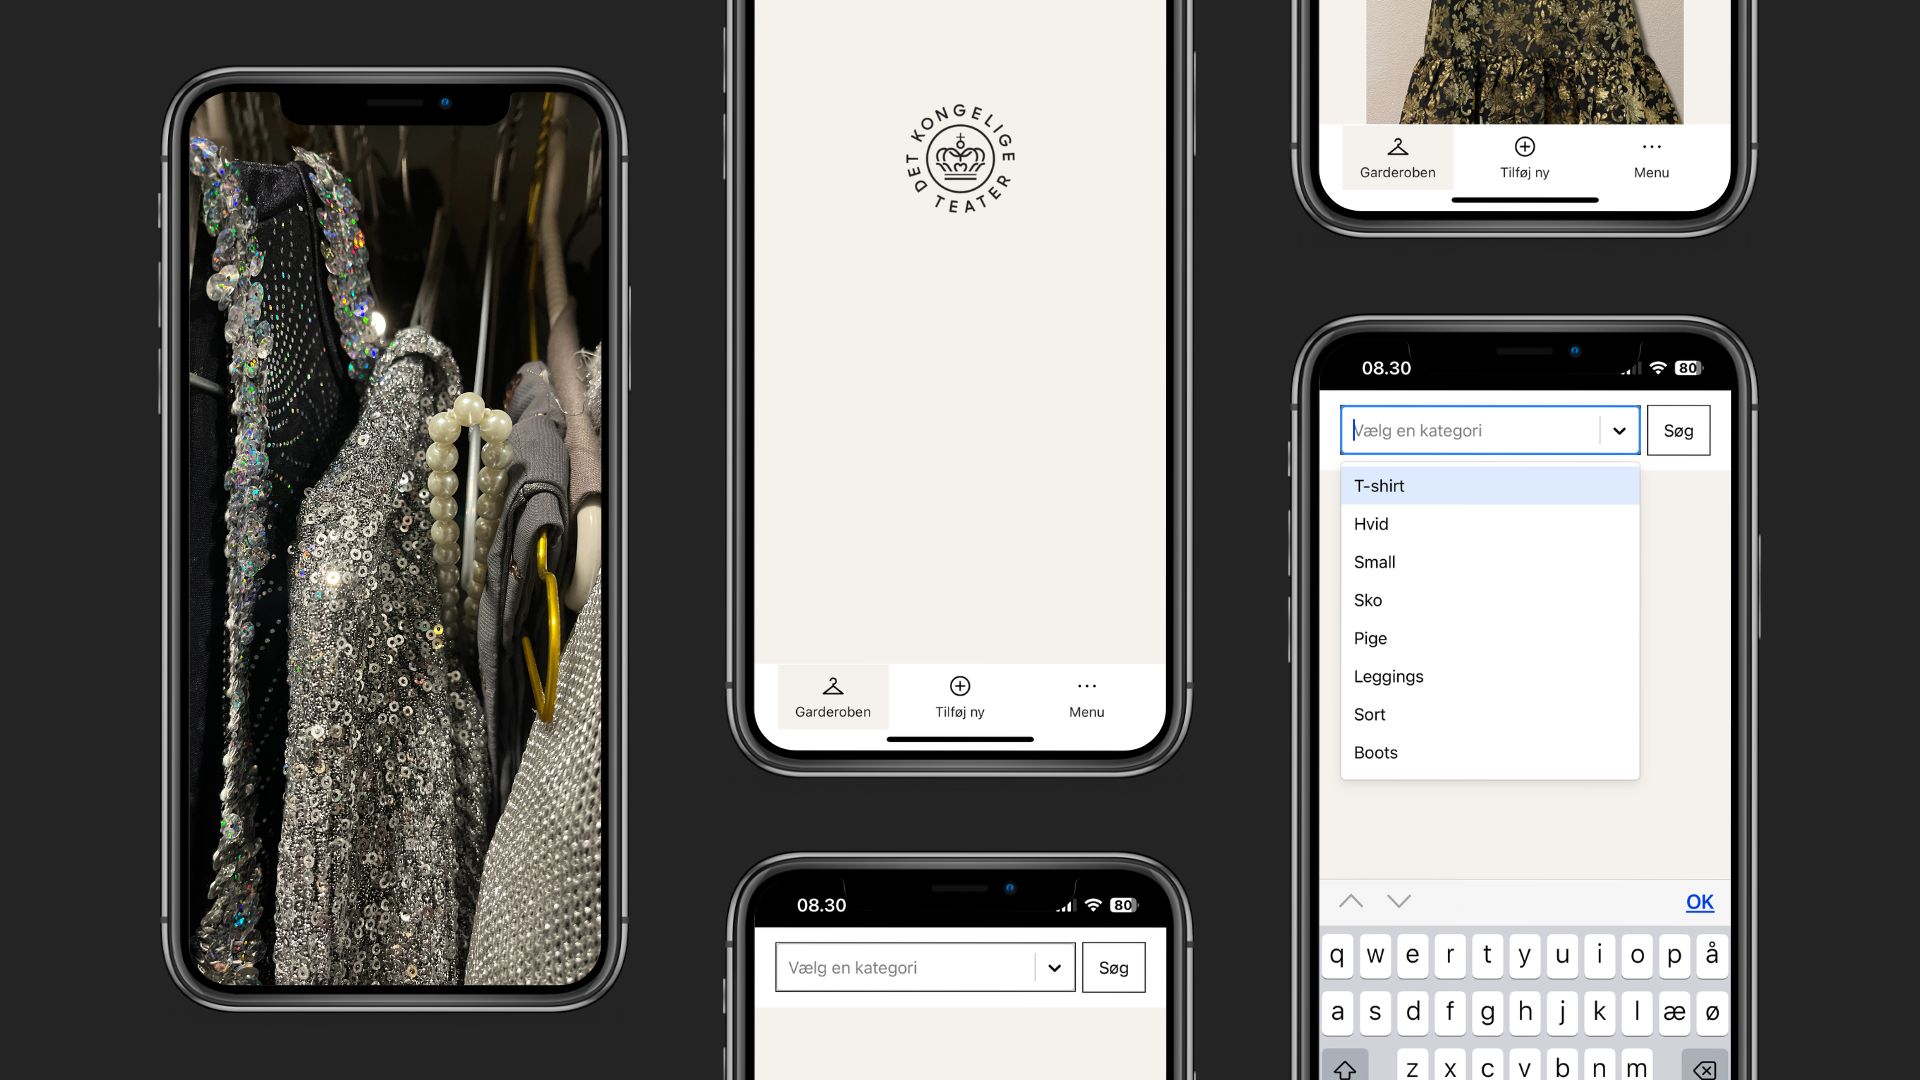 DET KONGELIGE TEATER
Garderoben
Tilføj ny
Menu
08.30
80
Vælg en kategori
Søg
Garderoben
Tilføj ny
Menu
08.30
80
Vælg en kategori
Søg
T-shirt
Hvid
Small
Sko
Pige
Leggings
Sort
Boots
OK
q w e r t y u i o p å
a s d f g h j k l æ ø
z x c v b n m